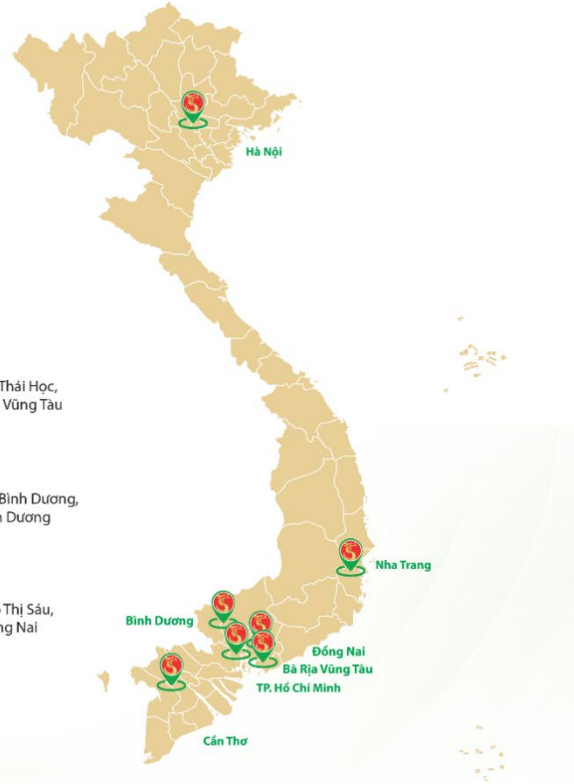 Hà Nội
Thái Học,
Vũng Tàu
Bình Dương,
Dương
Nha Trang
Thị Sáu,
ng Nai
Bình Dương
Đồng Nai
Bà Rịa Vũng Tàu
TP. Hồ Chí Minh
Cần Thơ